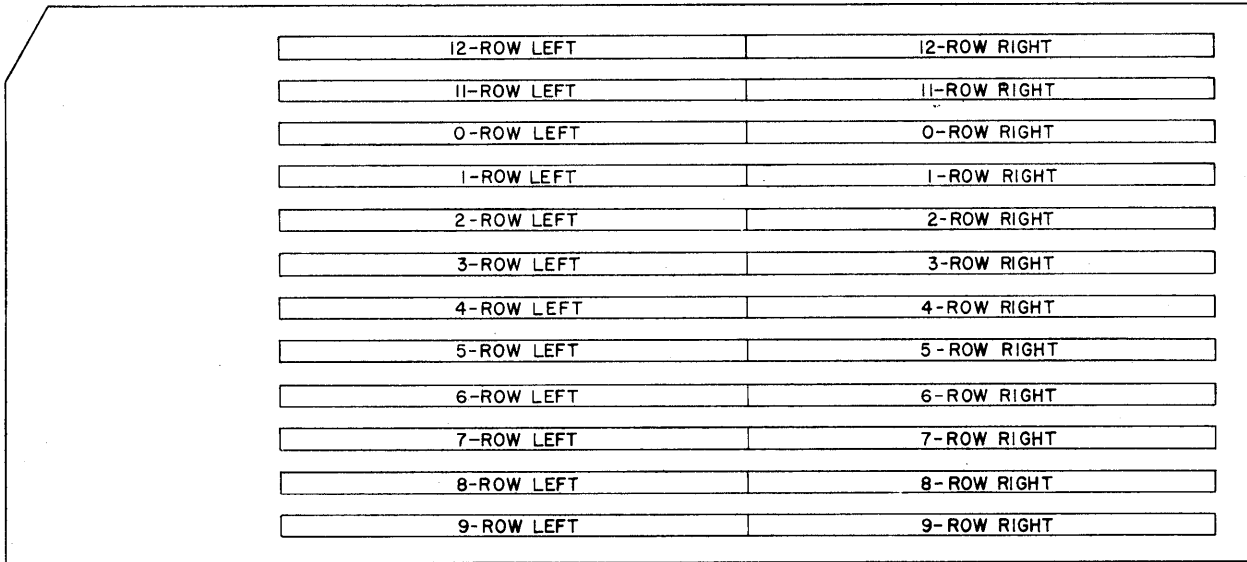 12-ROW LEFT 12-ROW RIGHT
11-ROW LEFT 11-ROW RIGHT
0-ROW LEFT 0-ROW RIGHT
1-ROW LEFT 1-ROW RIGHT
2-ROW LEFT 2-ROW RIGHT
3-ROW LEFT 3-ROW RIGHT
4-ROW LEFT 4-ROW RIGHT
5-ROW LEFT 5-ROW RIGHT
6-ROW LEFT 6-ROW RIGHT
7-ROW LEFT 7-ROW RIGHT
8-ROW LEFT 8-ROW RIGHT
9-ROW LEFT 9-ROW RIGHT